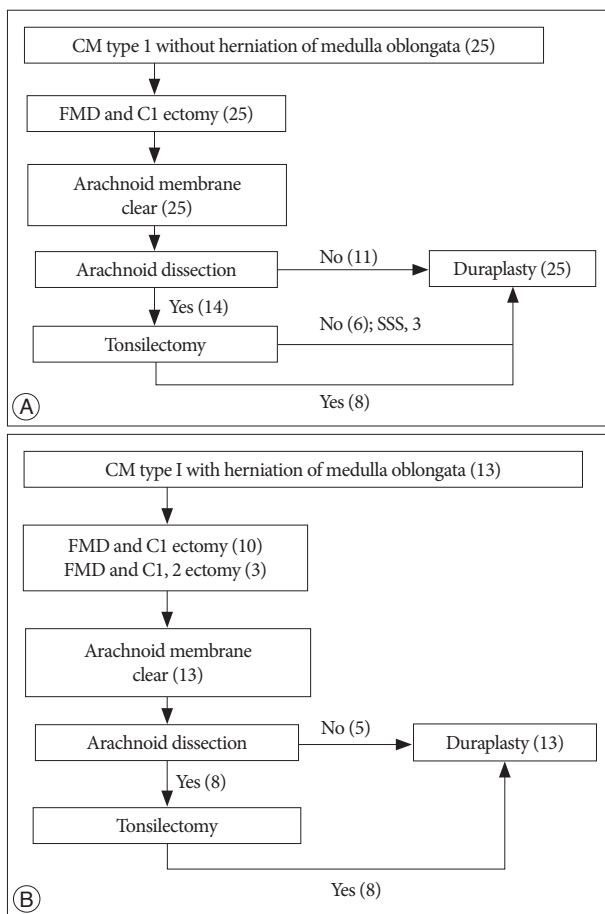 CM type 1 without herniation of medulla oblongata (25)
FMD and C1 ectomy (25)
Arachnoid membrane
clear (25)
Arachnoid dissection
No (11)
Duraplasty (25)
Yes (14)
Tonsilectomy
No (6); SSS, 3
Yes (8)
A
CM type I with herniation of medulla oblongata (13)
FMD and C1 ectomy (10)
FMD and C1, 2 ectomy (3)
Arachnoid membrane
clear (13)
Arachnoid dissection
No (5)
Duraplasty (13)
Yes (8)
Tonsilectomy
Yes (8)
B